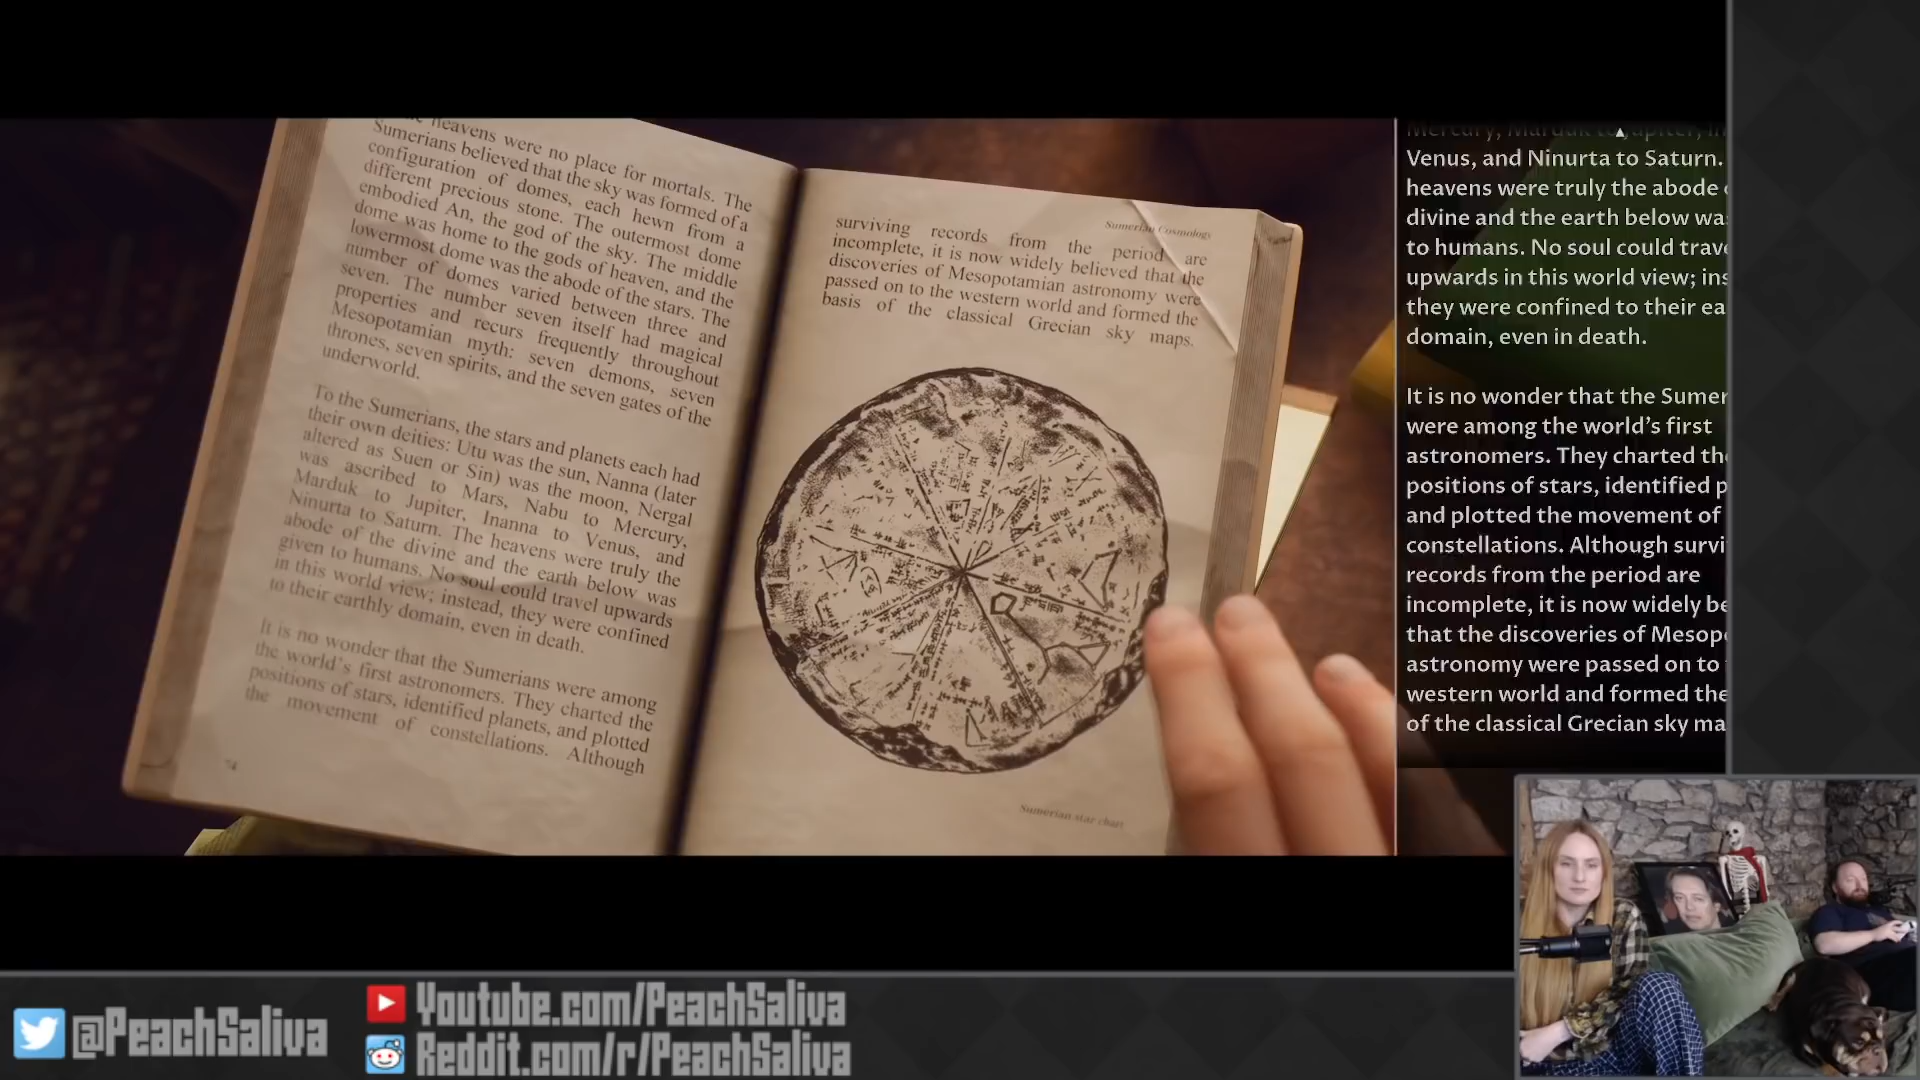 the heavens were no place for mortals. The
Sumerians believed that the sky was formed of a
configuration of domes, each hewn from a
different precious stone. The outermost dome
embodied An, the god of the sky. The middle
dome was home to the gods of heaven, and the
lowermost dome was the abode of the stars. The
number of domes varied between three and
seven. The number seven itself had magical
properties and recurs frequently throughout
Mesopotamian myth: seven demons, seven
thrones, seven spirits, and the seven gates of the
underworld.
To the Sumerians, the stars and planets each had
their own deities: Utu was the sun, Nanna (later
altered as Suen or Sin) was the moon, Nergal
was ascribed to Mars, Nabu to Mercury,
Marduk to Jupiter, Inanna to Venus, and
Ninurta to Saturn. The heavens were truly the
abode of the divine and the earth below was
given to humans. No soul could travel upwards
in this world view; instead, they were confined
to their earthly domain, even in death.
It is no wonder that the Sumerians were among
the world's first astronomers. They charted the
positions of stars, identified planets, and plotted
the movement of constellations. Although
Sumerian Cosmology
surviving records from the period are
incomplete, it is now widely believed that the
discoveries of Mesopotamian astronomy were
passed on to the western world and formed the
basis of the classical Grecian sky maps.
Sumerian star chart
Mercury, Marduk to Jupiter, In
Venus, and Ninurta to Saturn.
heavens were truly the abode
divine and the earth below wa
to humans. No soul could trave
upwards in this world view; ins
they were confined to their ea
domain, even in death.
It is no wonder that the Sumer
were among the world's first
astronomers. They charted the
positions of stars, identified p
and plotted the movement of
constellations. Although survi
records from the period are
incomplete, it is now widely be
that the discoveries of Mesop
astronomy were passed on to
western world and formed the
of the classical Grecian sky ma
@PeachSaliva
Youtube.com/PeachSaliva
Reddit.com/r/PeachSaliva